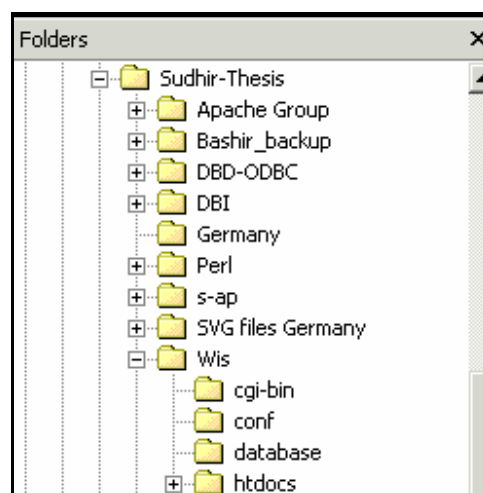 Folders
Sudhir-Thesis
Apache Group
Bashir_backup
DBD-ODBC
DBI
Germany
Perl
s-ap
SVG files Germany
Wis
cgi-bin
conf
database
htdocs